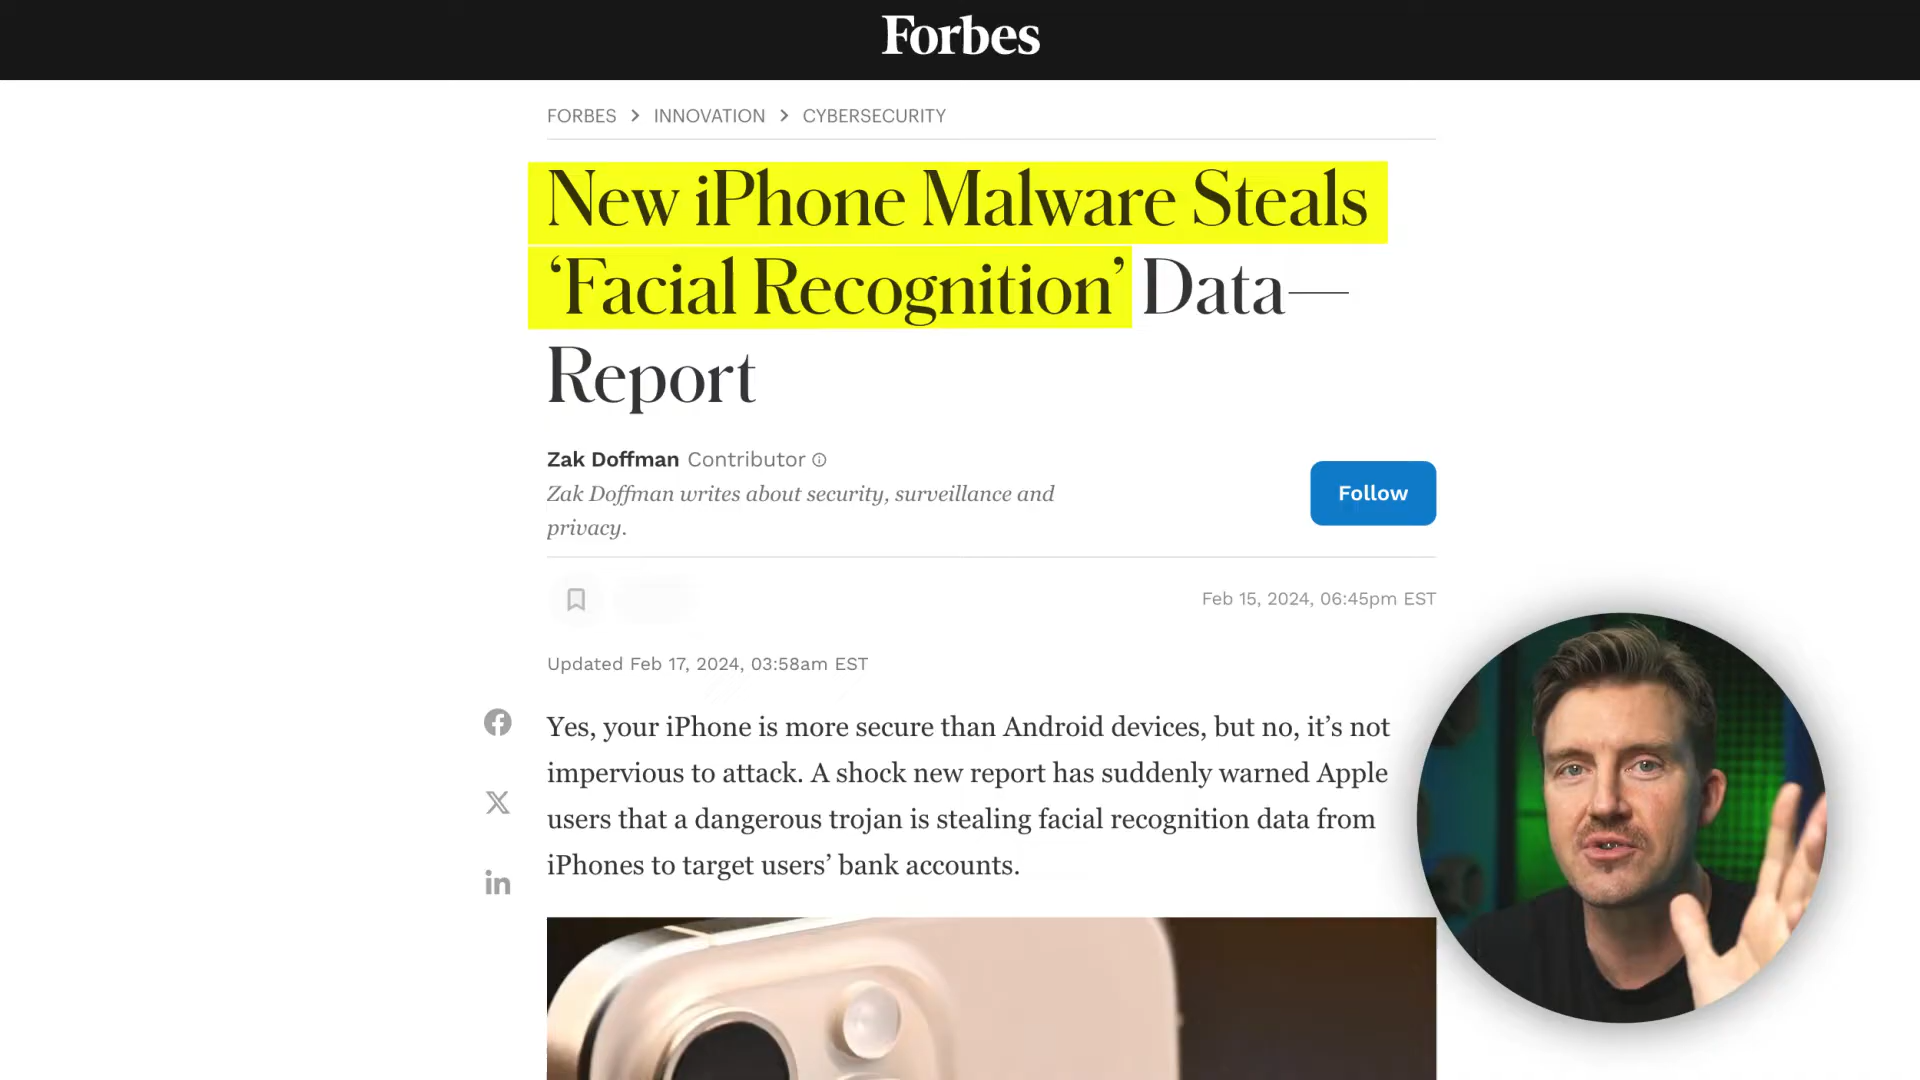 Forbes
FORBES > INNOVATION > CYBERSECURITY
New iPhone Malware Steals
‘Facial Recognition’ Data—
Report
Zak Doffman Contributor
Zak Doffman writes about security, surveillance and
privacy.
Follow
Feb 15, 2024, 06:45pm EST
Updated Feb 17, 2024, 03:58am EST
Yes, your iPhone is more secure than Android devices, but no, it’s not
impervious to attack. A shock new report has suddenly warned Apple
users that a dangerous trojan is stealing facial recognition data from
iPhones to target users’ bank accounts.